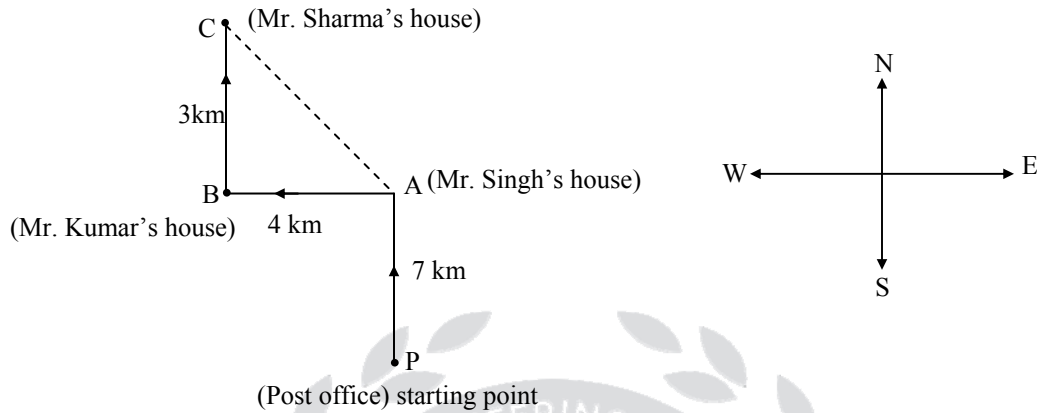 C (Mr. Sharma’s house)
N
3km
W
E
B
A (Mr. Singh’s house)
(Mr. Kumar’s house)
4 km
7 km
S
P
(Post office) starting point